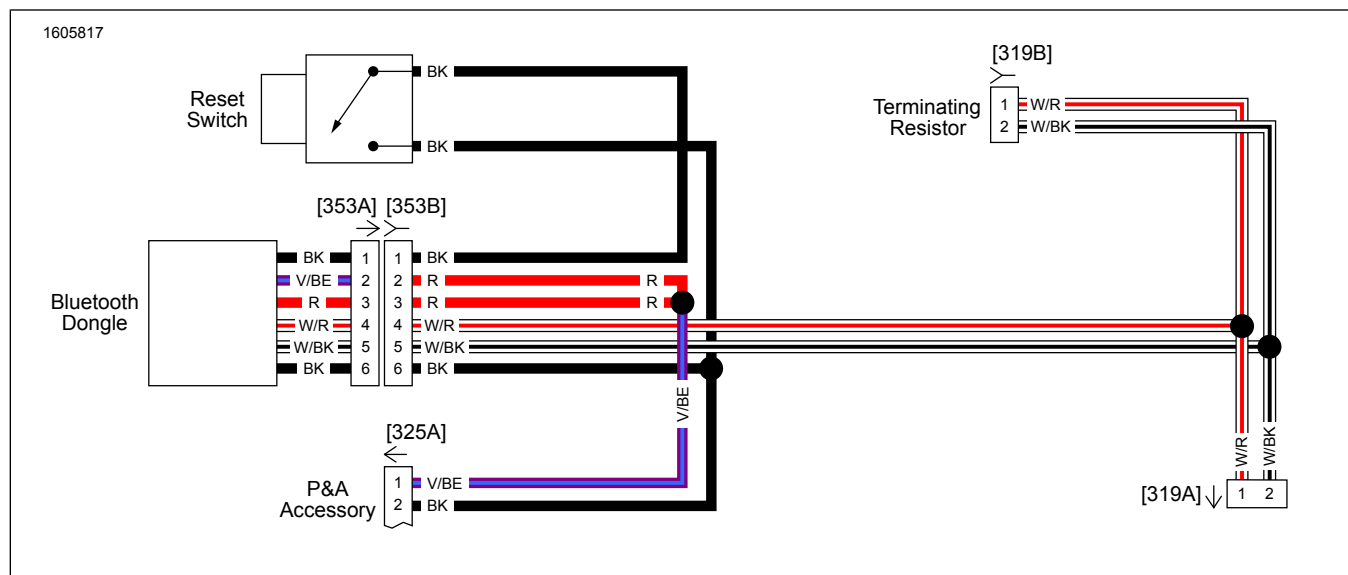 1605817
Reset
Switch
BK
BK
[319B]
Terminating
Resistor
1 W/R
2 W/BK
[353A] [353B]
Bluetooth
Dongle
BK 1 1 BK
V/BE 2 2 R R
R 3 3 R R
W/R 4 4 W/R
W/BK 5 5 W/BK
BK 6 6 BK
V/BE
W/R
W/BK
[325A]
P&A
Accessory
1 V/BE
2 BK
[319A] 1 2